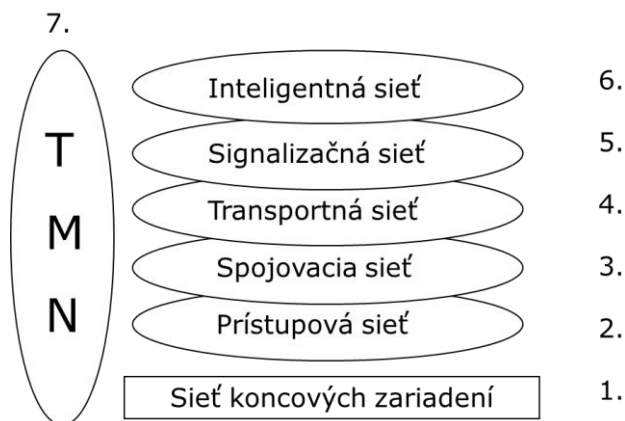 7.
T
M
N
Inteligentná sieť 6.
Signalizačná sieť 5.
Transportná sieť 4.
Spojovacia sieť 3.
Prístupová sieť 2.
Sieť koncových zariadení 1.